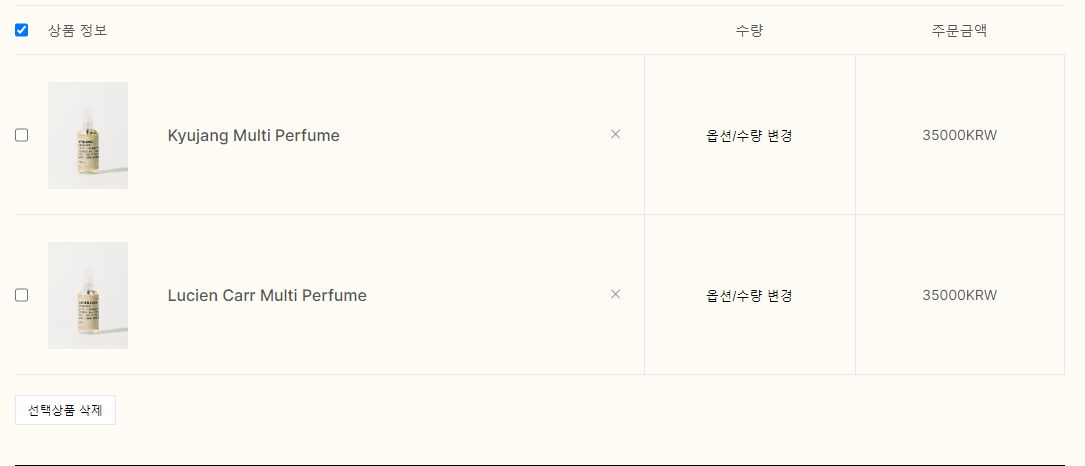 상품 정보 수량 주문금액
Kyujang Multi Perfume × 옵션/수량 변경 35000KRW
Lucien Carr Multi Perfume × 옵션/수량 변경 35000KRW
선택상품 삭제